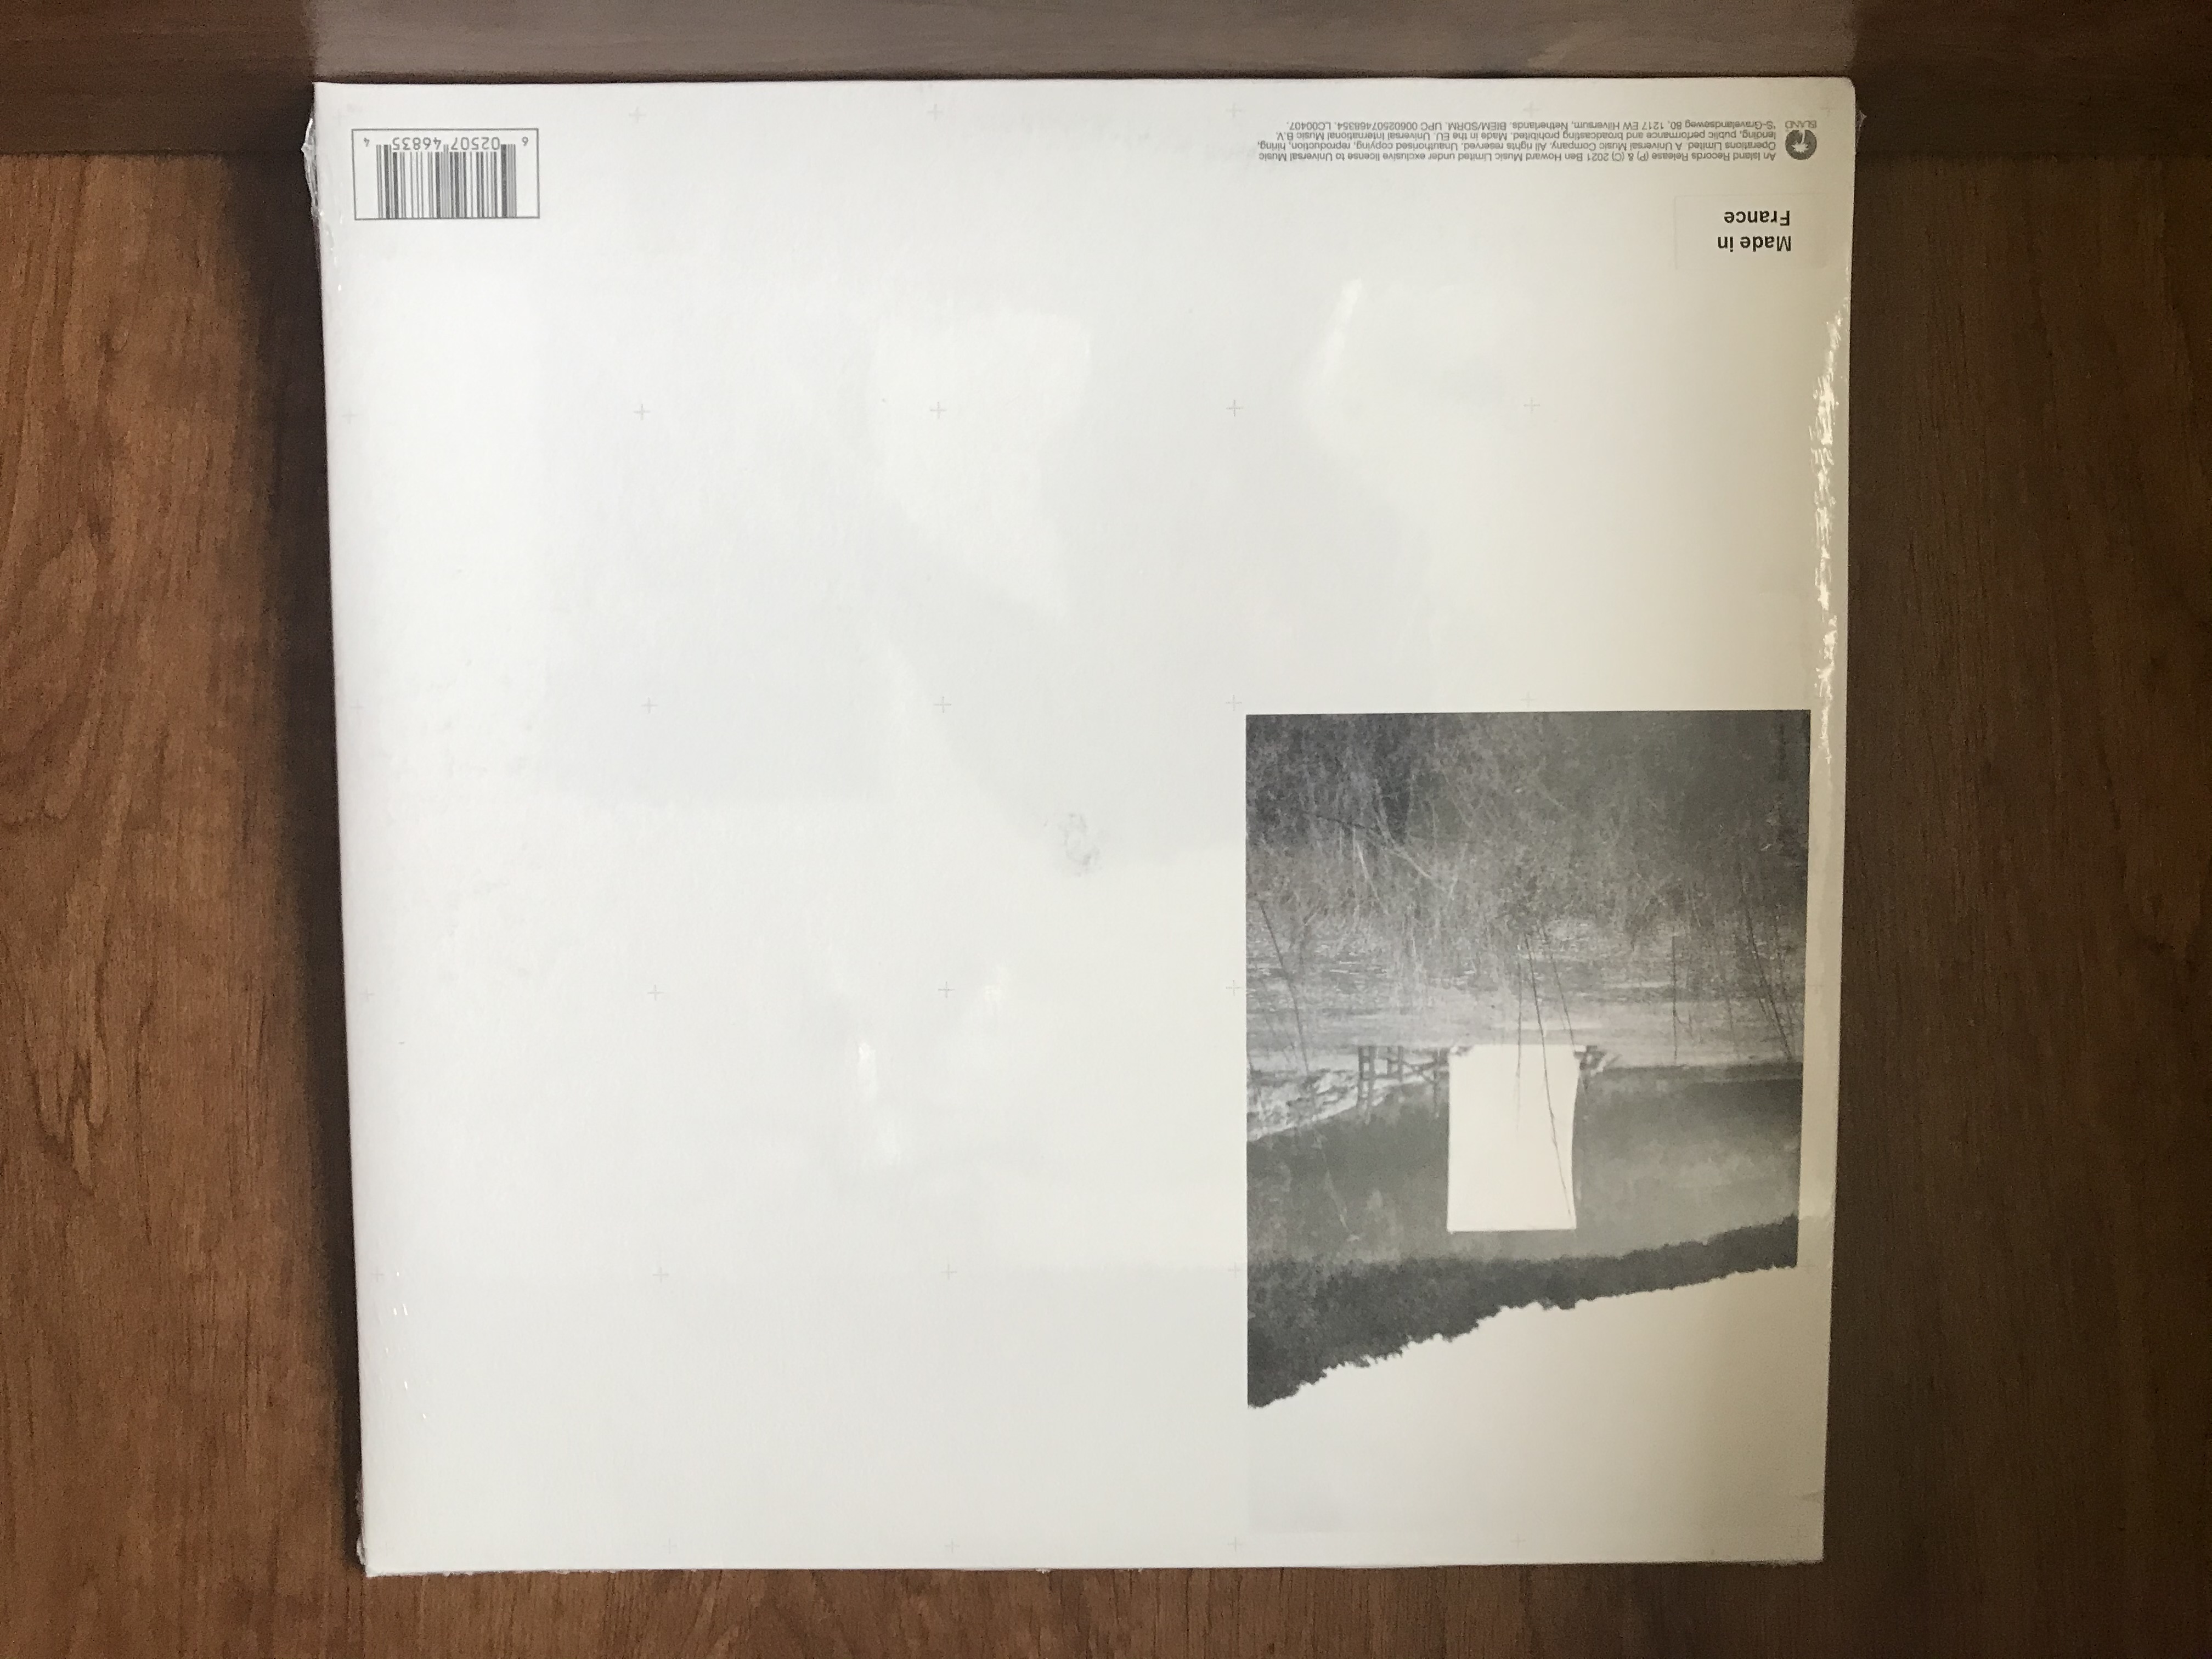 Made in
France
An Island Records Release (P) & (C) 2021 Ben Howard Music Limited under exclusive license to Universal Music
Operations Limited. A Universal Music Company. All rights reserved. Unauthorised copying, reproduction, hiring,
lending, public performance and broadcasting prohibited. Made in the EU. Universal International Music B.V.
'S-Gravelandseweg 80, 1217 EW Hilversum, Netherlands. BIEM/SDRM. UPC 00602507468354. LC00407.
ISLAND
6 02507 46835 4